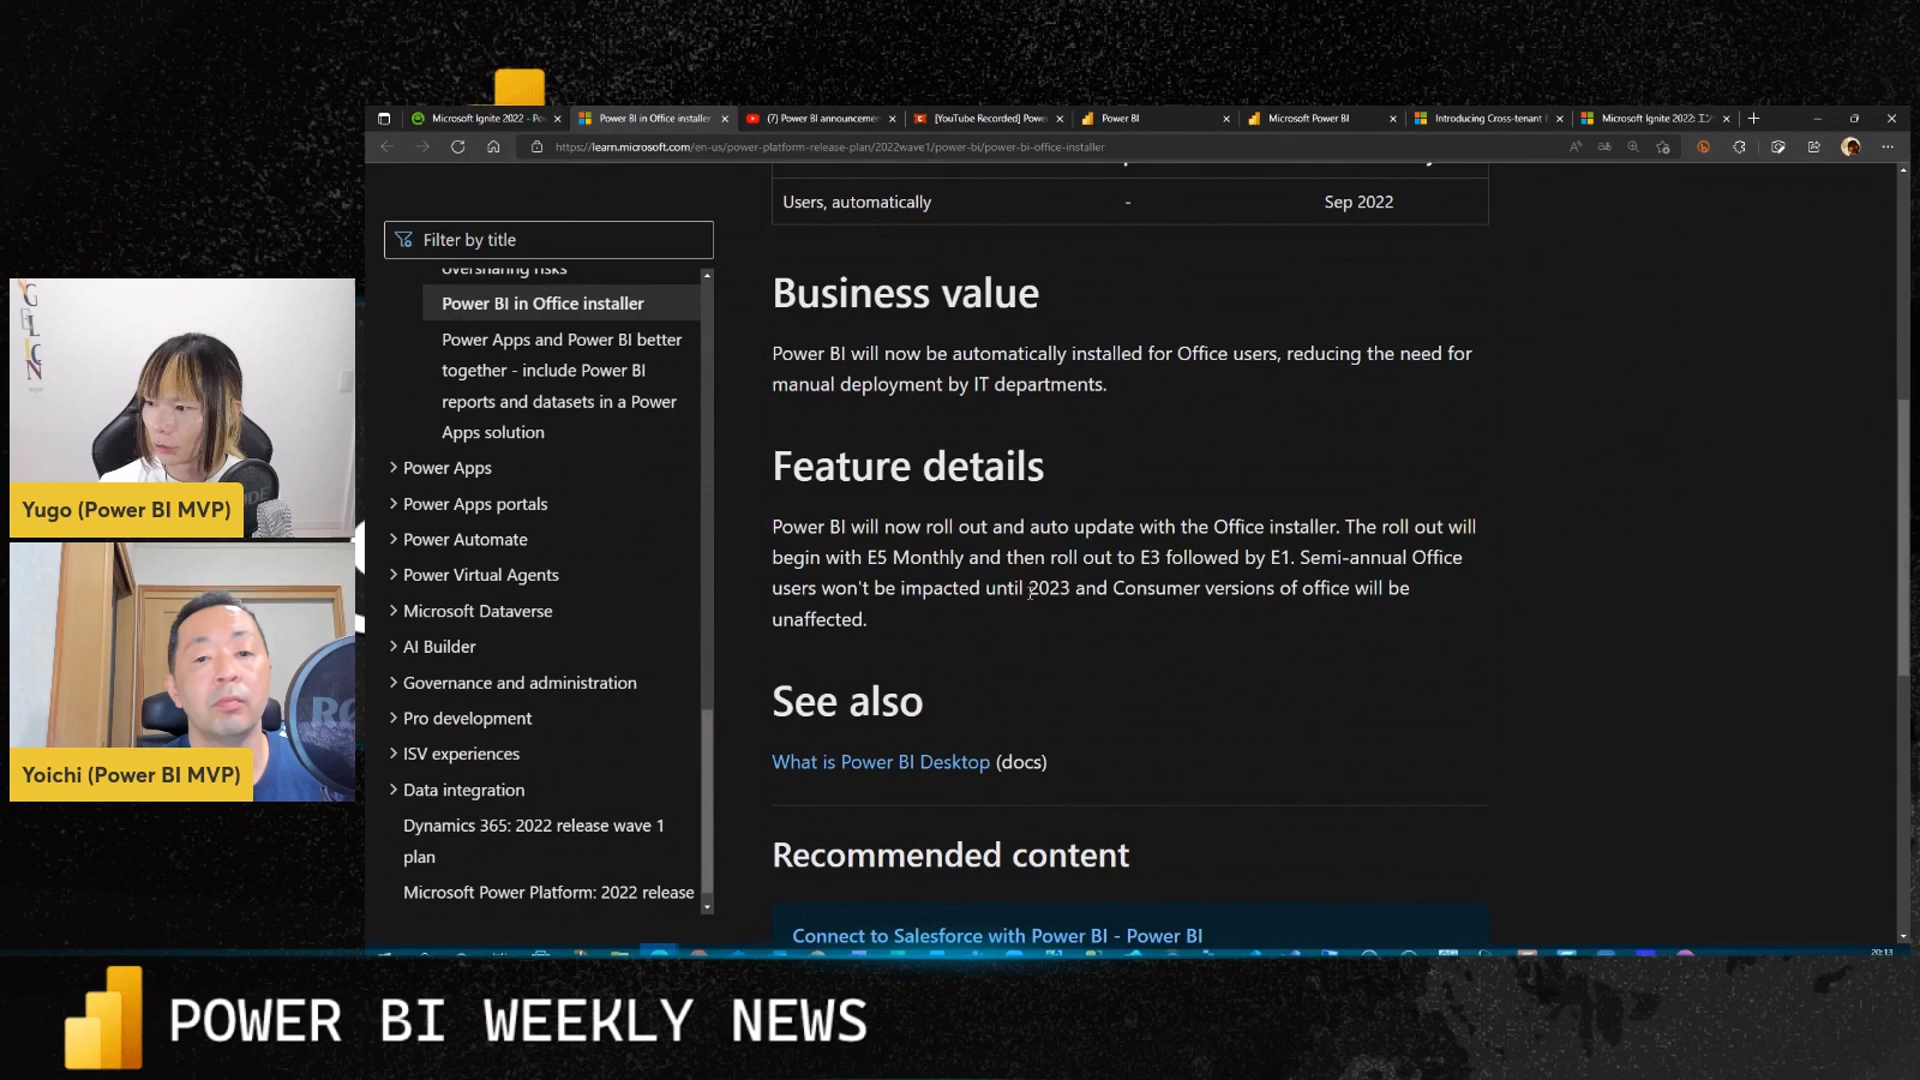 Microsoft Ignite 2022 - Po
Power BI in Office installer
(7) Power BI announcemen
[YouTube Recorded] Power
Power BI
Microsoft Power BI
Introducing Cross-tenant
Microsoft Ignite 2022: エン
https://learn.microsoft.com/en-us/power-platform-release-plan/2022wave1/power-bi/power-bi-office-installer
Filter by title
oversharing risks
Power BI in Office installer
Power Apps and Power BI better
together - include Power BI
reports and datasets in a Power
Apps solution
Power Apps
Power Apps portals
Power Automate
Power Virtual Agents
Microsoft Dataverse
AI Builder
Governance and administration
Pro development
ISV experiences
Data integration
Dynamics 365: 2022 release wave 1
plan
Microsoft Power Platform: 2022 release
Users, automatically - Sep 2022
Business value
Power BI will now be automatically installed for Office users, reducing the need for
manual deployment by IT departments.
Feature details
Power BI will now roll out and auto update with the Office installer. The roll out will
begin with E5 Monthly and then roll out to E3 followed by E1. Semi-annual Office
users won't be impacted until 2023 and Consumer versions of office will be
unaffected.
See also
What is Power BI Desktop (docs)
Recommended content
Connect to Salesforce with Power BI - Power BI
20:13
Yugo (Power BI MVP)
Yoichi (Power BI MVP)
POWER BI WEEKLY NEWS